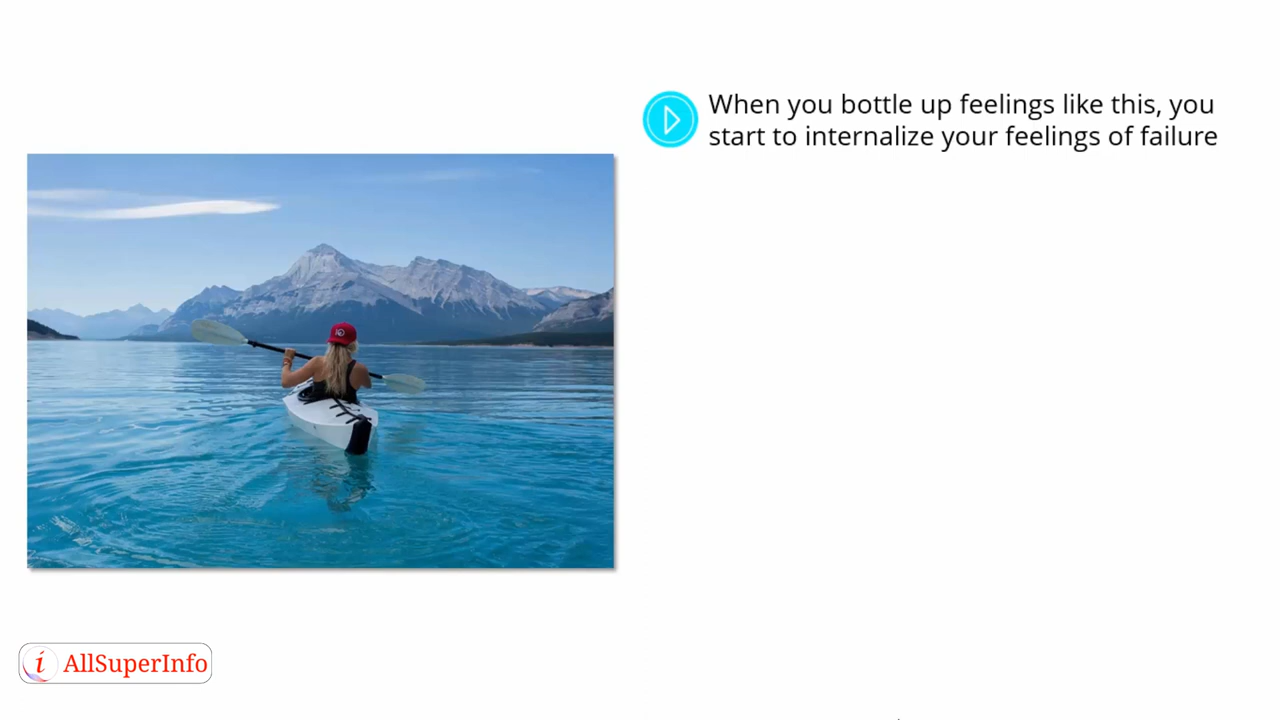 When you bottle up feelings like this, you
start to internalize your feelings of failure
i AllSuperInfo